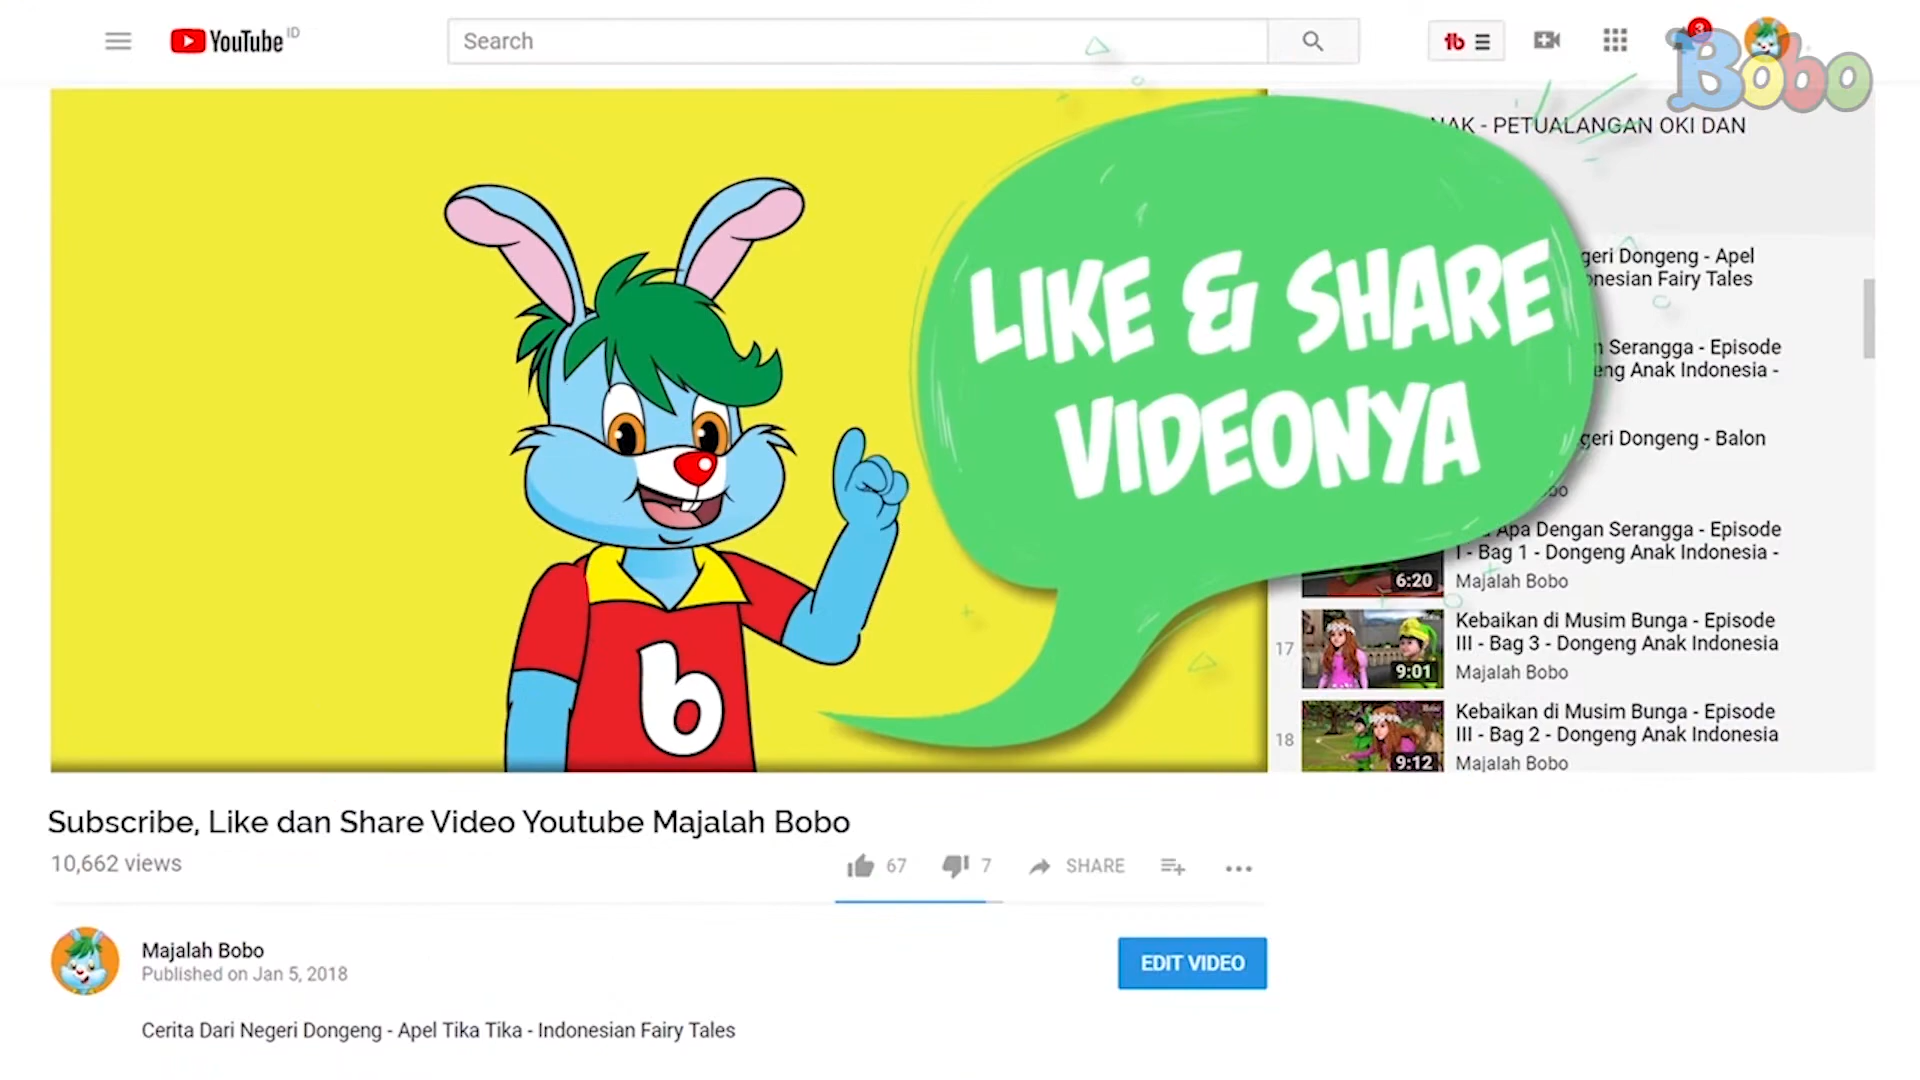 YouTube ID
Search
3
Bobo
NAK - PETUALANGAN OKI DAN
LIKE & SHARE
VIDEONYA
b
geri Dongeng - Apel
onesian Fairy Tales
n Serangga - Episode
eng Anak Indonesia -
geri Dongeng - Balon
obo
Apa Dengan Serangga - Episode
I - Bag 1 - Dongeng Anak Indonesia -
6:20
Majalah Bobo
17
Kebaikan di Musim Bunga - Episode
III - Bag 3 - Dongeng Anak Indonesia
9:01
Majalah Bobo
18
Kebaikan di Musim Bunga - Episode
III - Bag 2 - Dongeng Anak Indonesia
9:12
Majalah Bobo
Subscribe, Like dan Share Video Youtube Majalah Bobo
10,662 views
67
7
SHARE
Majalah Bobo
Published on Jan 5, 2018
EDIT VIDEO
Cerita Dari Negeri Dongeng - Apel Tika Tika - Indonesian Fairy Tales